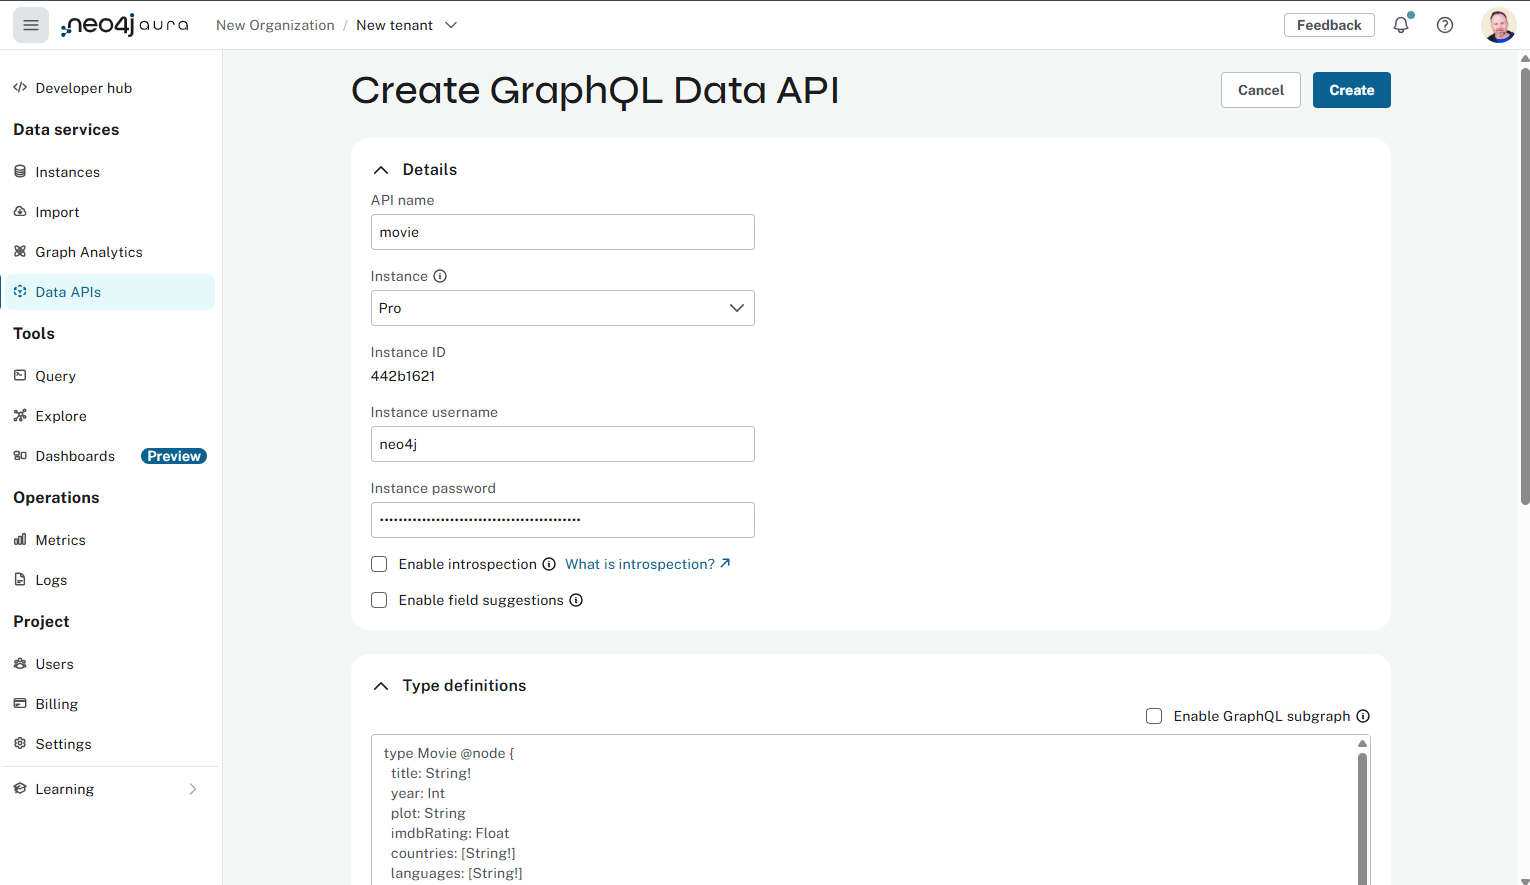 neo4j aura
New Organization / New tenant
Feedback
Developer hub
Data services
Instances
Import
Graph Analytics
Data APIs
Tools
Query
Explore
Dashboards Preview
Operations
Metrics
Logs
Project
Users
Billing
Settings
Learning
Create GraphQL Data API
Cancel
Create
Details
API name
movie
Instance
Pro
Instance ID
442b1621
Instance username
neo4j
Instance password
Enable introspection What is introspection?
Enable field suggestions
Type definitions
Enable GraphQL subgraph
type Movie @node {
title: String!
year: Int
plot: String
imdbRating: Float
countries: [String!]
languages: [String!]